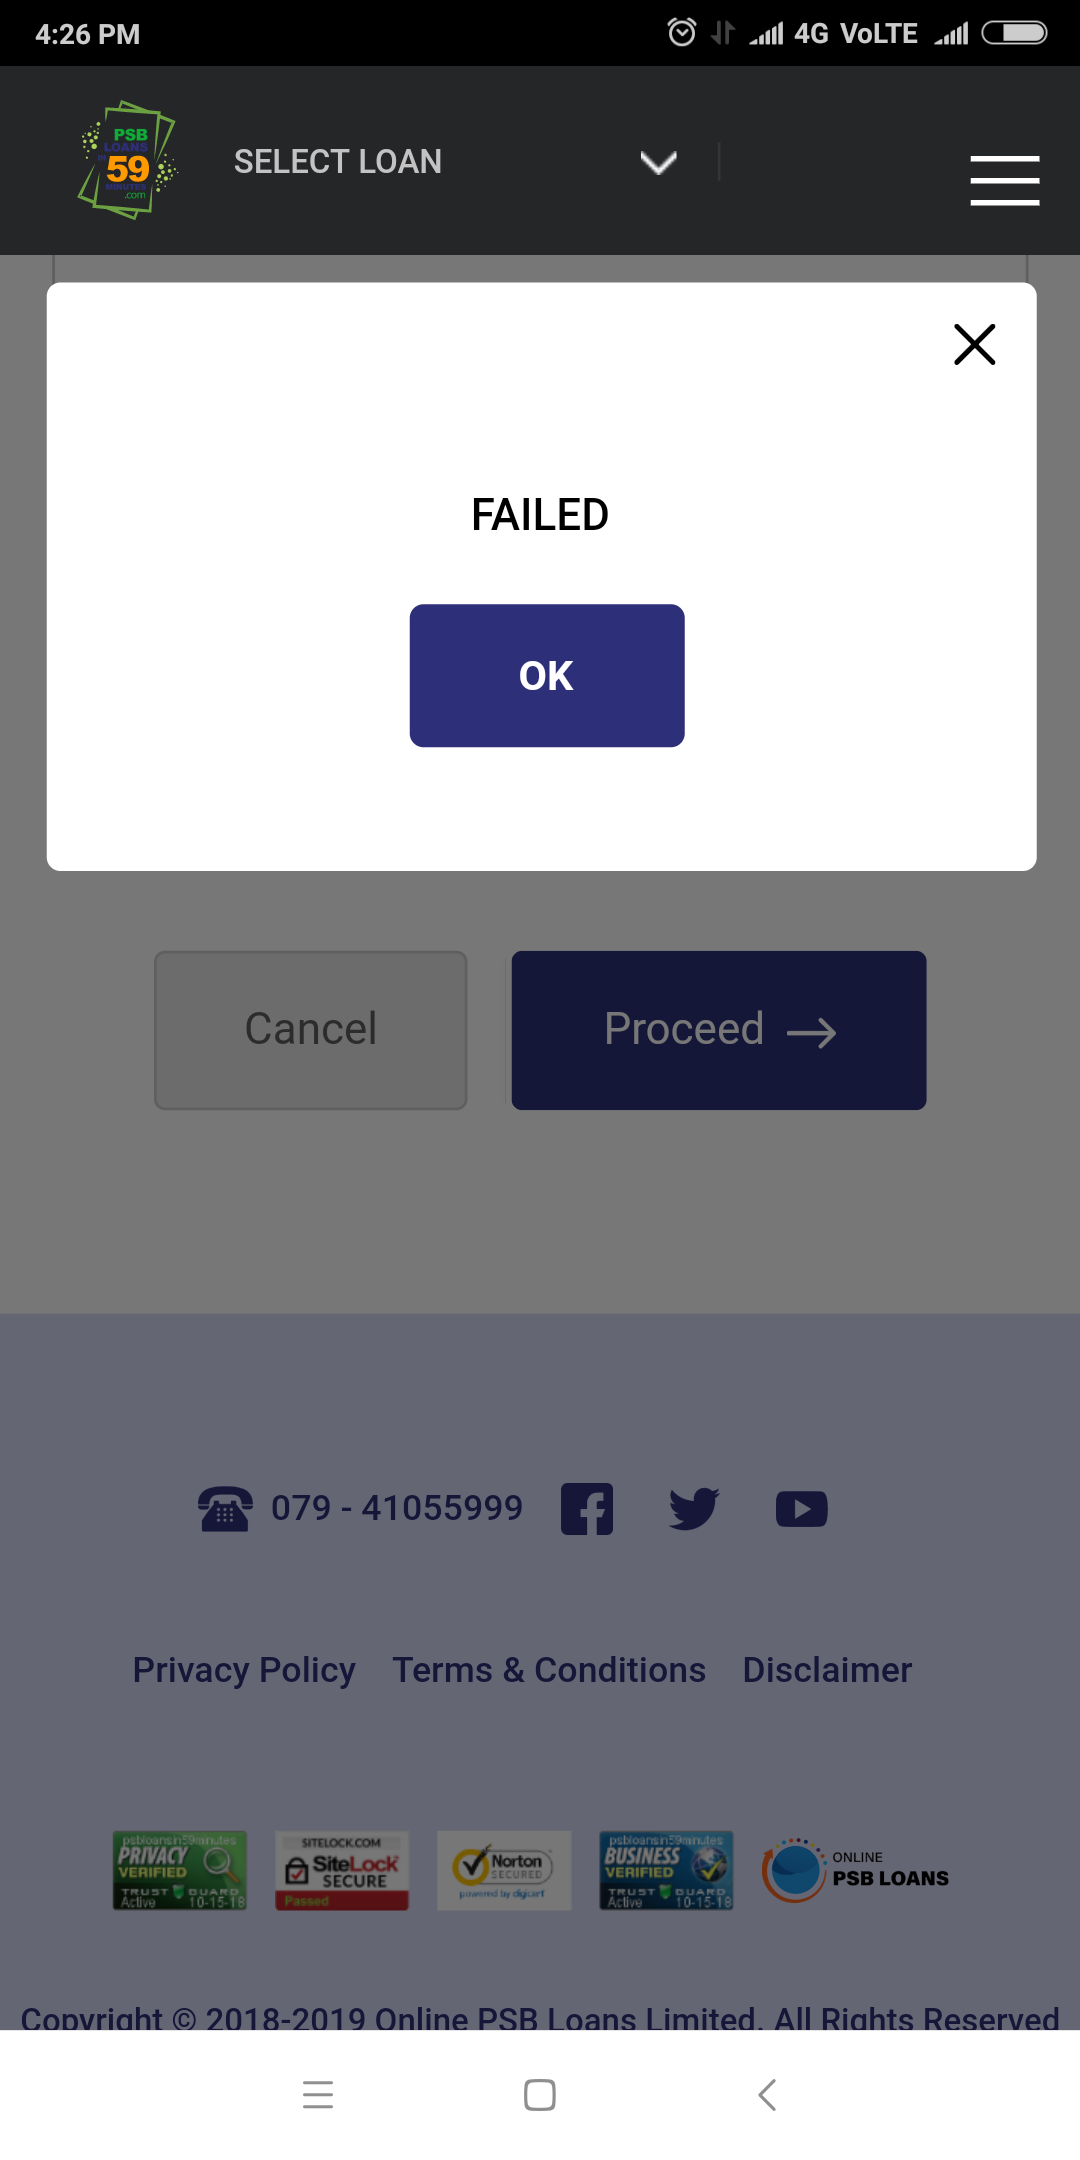 4:26 PM
4G VoLTE
PSB
LOANS
IN
59
MINUTES
.com
SELECT LOAN
FAILED
OK
Cancel
Proceed
079 - 41055999
Privacy Policy Terms & Conditions Disclaimer
psbloansin59minutes
PRIVACY
VERIFIED
TRUST GUARD
Active 10-15-18
SITELOCK.COM
SiteLock
SECURE
Passed
Norton
SECURED
powered by digicert
psbloansin59minutes
BUSINESS
VERIFIED
TRUST GUARD
Active 10-15-18
ONLINE
PSB LOANS
Copyright © 2018-2019 Online PSB Loans Limited. All Rights Reserved